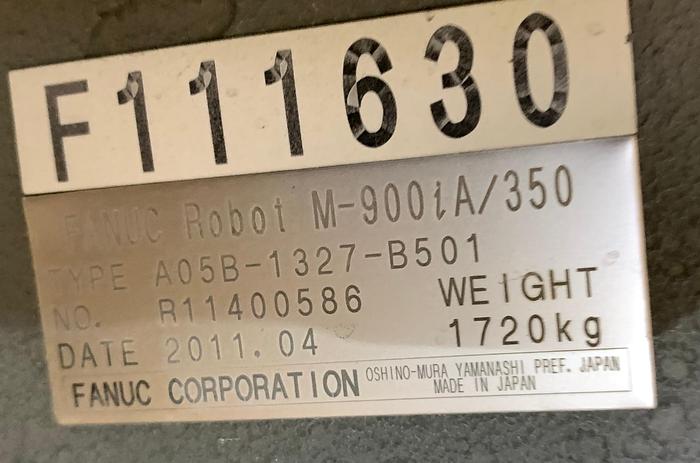 F111630
FANUC Robot M-900iA/350
TYPE A05B-1327-B501
NO. R11400586 WEIGHT
DATE 2011.04 1720kg
FANUC CORPORATION OSHINO-MURA YAMANASHI PREF. JAPAN
MADE IN JAPAN